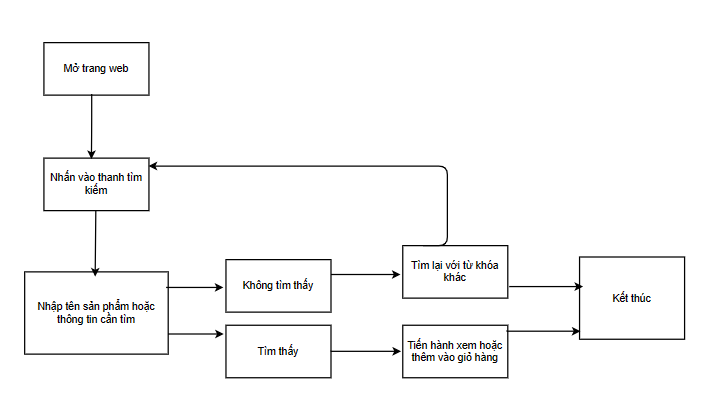 Mở trang web
Nhấn vào thanh tìm
kiếm
Nhập tên sản phẩm hoặc
thông tin cần tìm
Không tìm thấy
Tìm lại với từ khóa
khác
Kết thúc
Tìm thấy
Tiến hành xem hoặc
thêm vào giỏ hàng